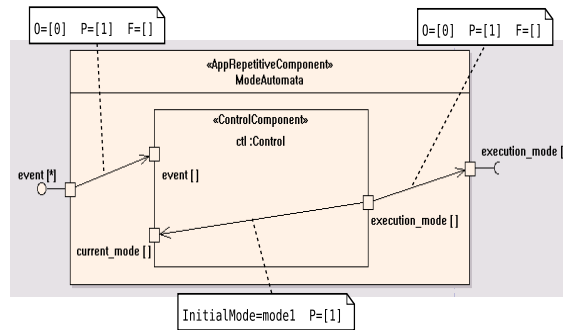 O=[0] P=[1] F=[]
O=[0] P=[1] F=[]
«AppRepetitiveComponent»
ModeAutomata
«ControlComponent»
ctl :Control
event [*]
event []
execution_mode [
execution_mode []
current_mode []
InitialMode=mode1 P=[1]